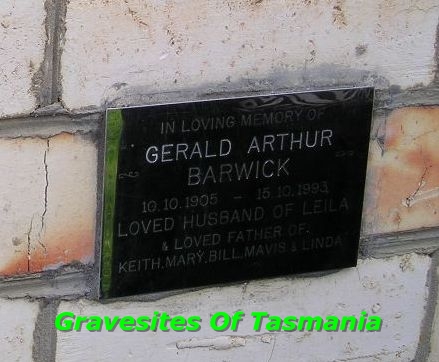 IN LOVING MEMORY OF
GERALD ARTHUR
BARWICK
10.10.1905 - 15.10.1993
LOVED HUSBAND OF LEILA
& LOVED FATHER OF
KEITH, MARY, BILL, MAVIS & LINDA
Gravesites Of Tasmania